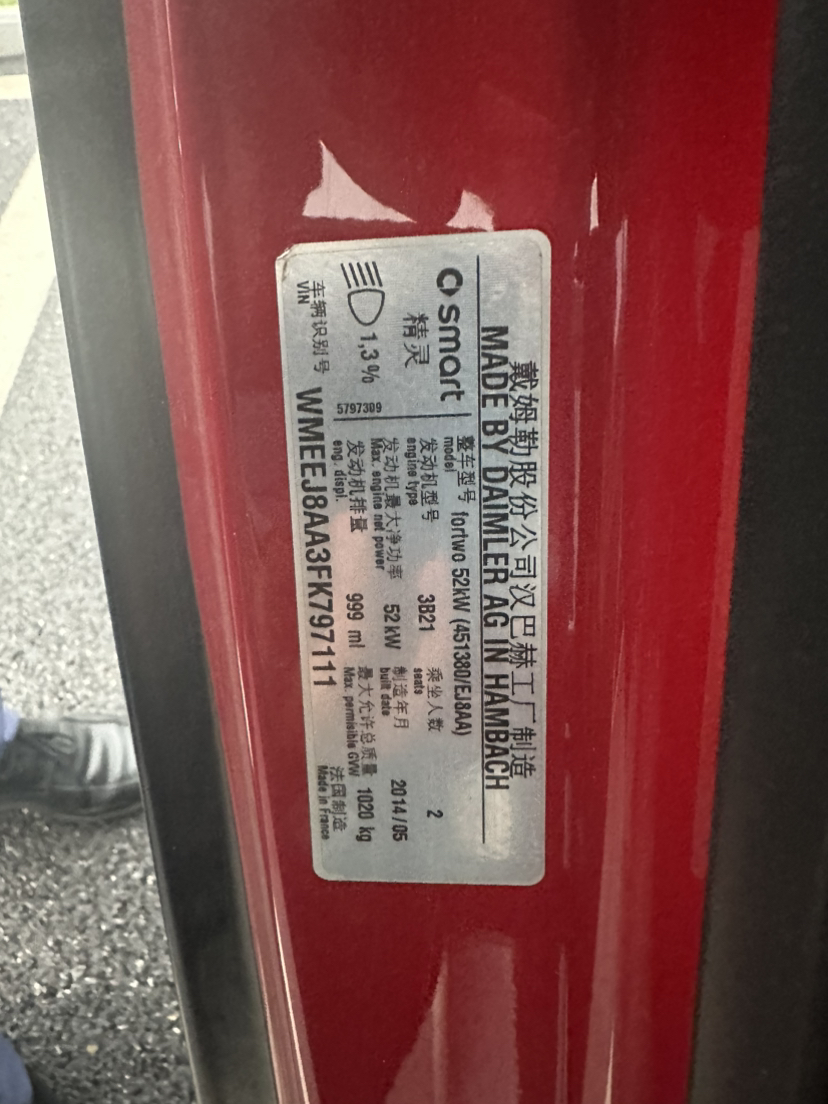 戴姆勒股份公司汉巴赫工厂制造
MADE BY DAIMLER AG IN HAMBACH
smart
精灵
1,3 %
5797389
整车型号 fortwo 52kW (451380/EJ8AA)
model
发动机型号 3B21 乘坐人数 2
engine type seats
发动机最大净功率 52 kW 制造年月 2014/05
Max. engine net power built date
发动机排量 999 ml 最大允许总质量 1020 kg
eng. displ. Max. permisible GVW
车辆识别号 WMEEJ8AA3FK797111 法国制造
VIN Made in France